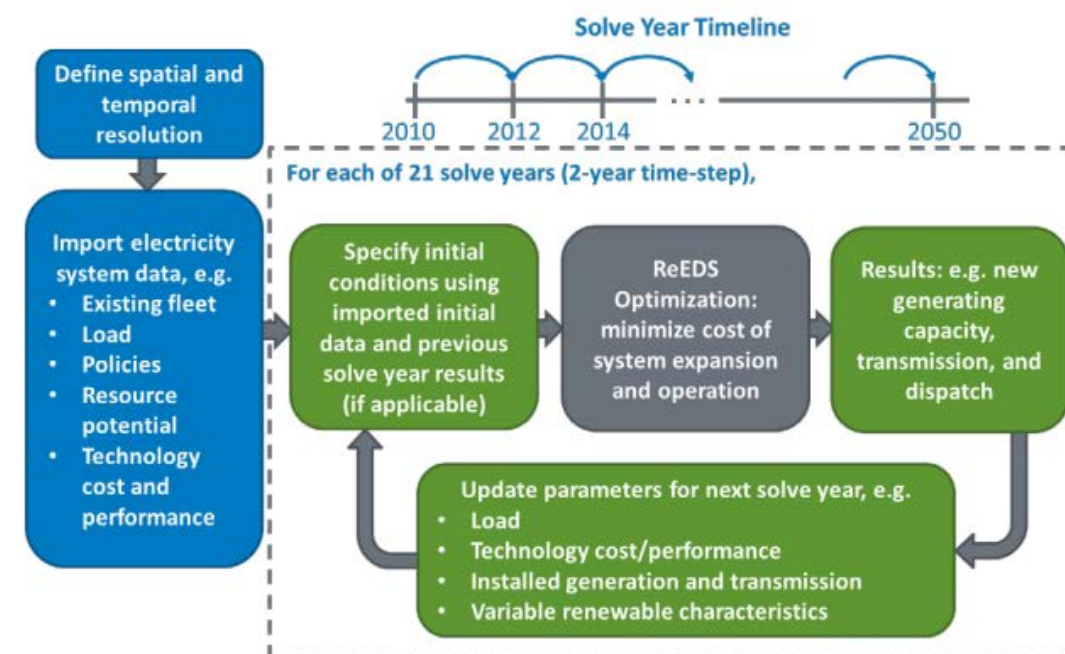 Solve Year Timeline
2010
2012
2014
...
2050
Define spatial and
temporal
resolution
Import electricity
system data, e.g.
• Existing fleet
• Load
• Policies
• Resource
potential
• Technology
cost and
performance
For each of 21 solve years (2-year time-step),
Specify initial
conditions using
imported initial
data and previous
solve year results
(if applicable)
ReEDS
Optimization:
minimize cost of
system expansion
and operation
Results: e.g. new
generating
capacity,
transmission, and
dispatch
Update parameters for next solve year, e.g.
• Load
• Technology cost/performance
• Installed generation and transmission
• Variable renewable characteristics